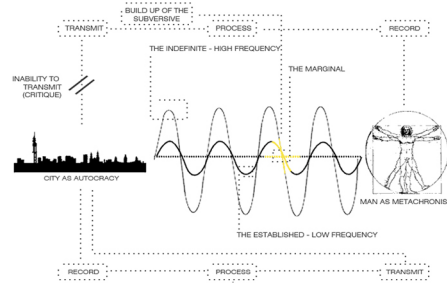 BUILD UP OF THE
SUBVERSIVE
TRANSMIT
PROCESS
RECORD
THE INDEFINITE - HIGH FREQUENCY
THE MARGINAL
INABILITY TO
TRANSMIT
(CRITIQUE)
CITY AS AUTOCRACY
MAN AS METACHRONIS
THE ESTABLISHED - LOW FREQUENCY
RECORD
PROCESS
TRANSMIT